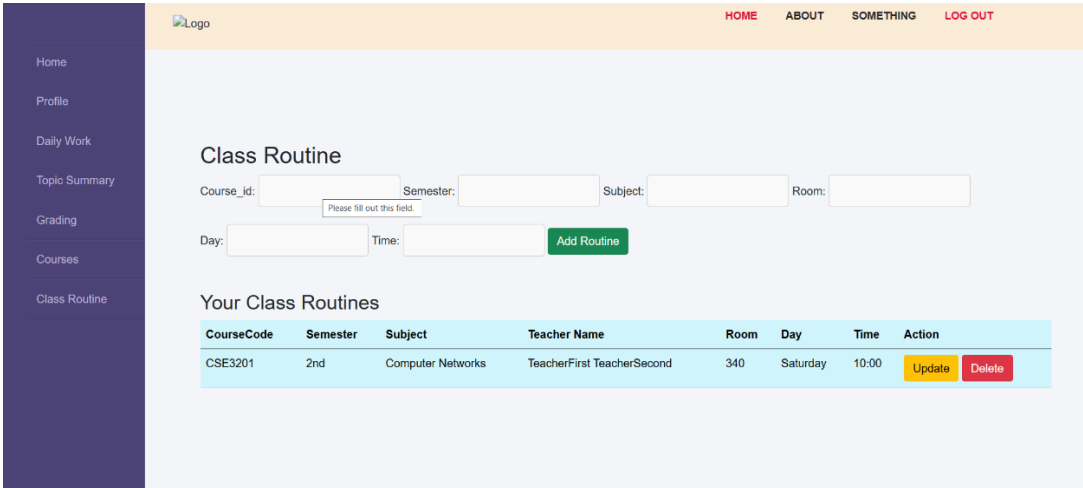 Logo
HOME ABOUT SOMETHING LOG OUT
Home
Profile
Daily Work
Topic Summary
Grading
Courses
Class Routine
Class Routine
Course_id: Semester: Subject: Room:
Please fill out this field.
Day: Time: Add Routine
Your Class Routines
CourseCode Semester Subject Teacher Name Room Day Time Action
CSE3201 2nd Computer Networks TeacherFirst TeacherSecond 340 Saturday 10:00 Update Delete